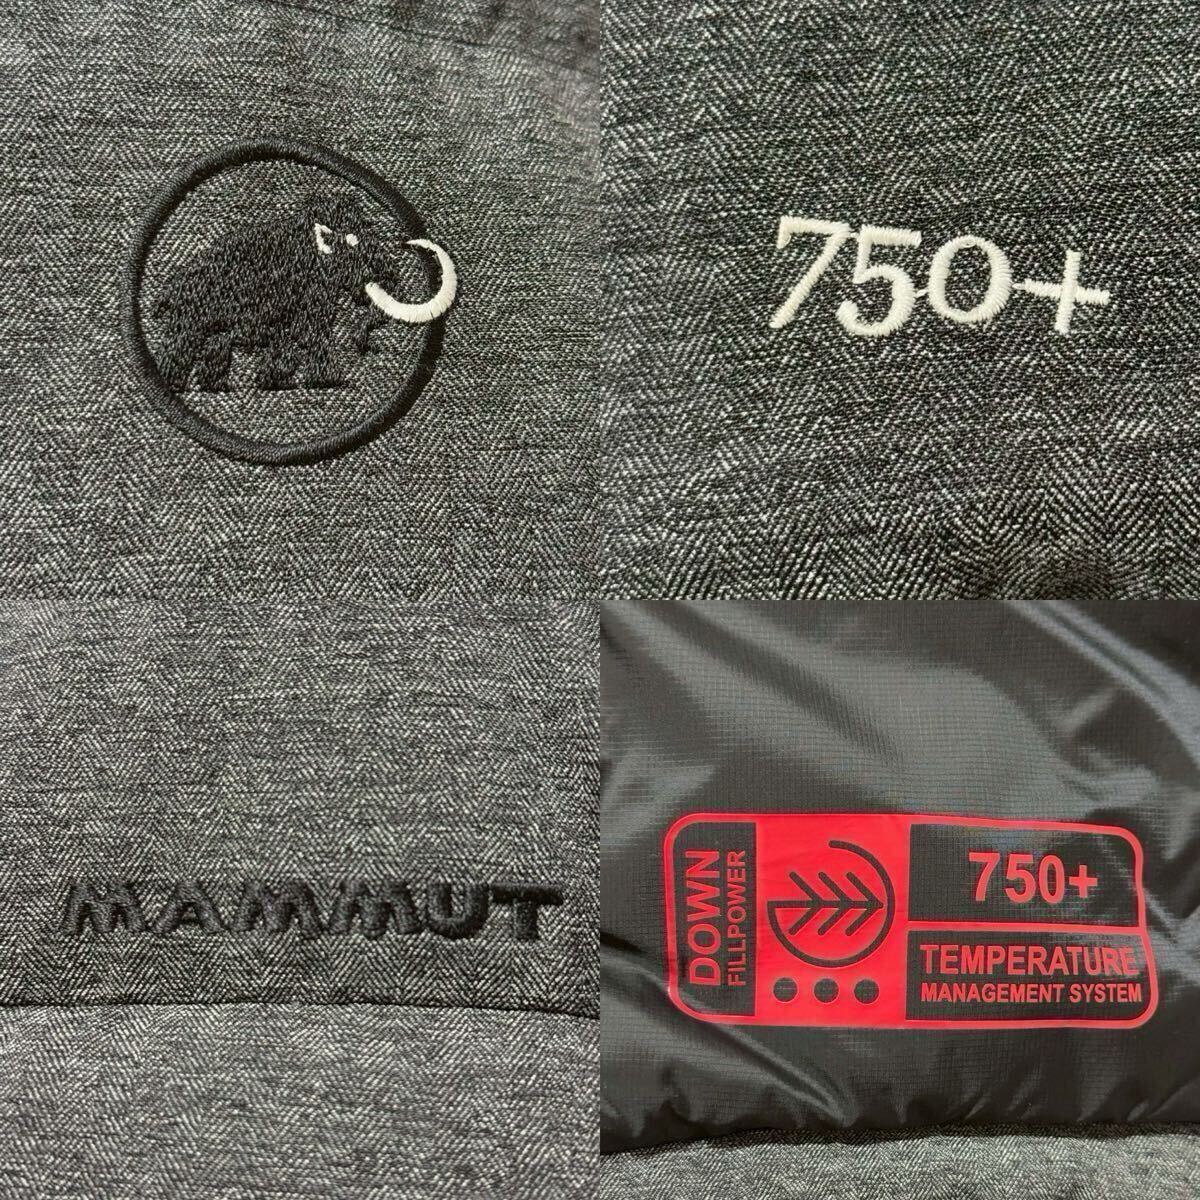 750+
MAMMUT
DOWN
FILLPOWER
750+
TEMPERATURE
MANAGEMENT SYSTEM